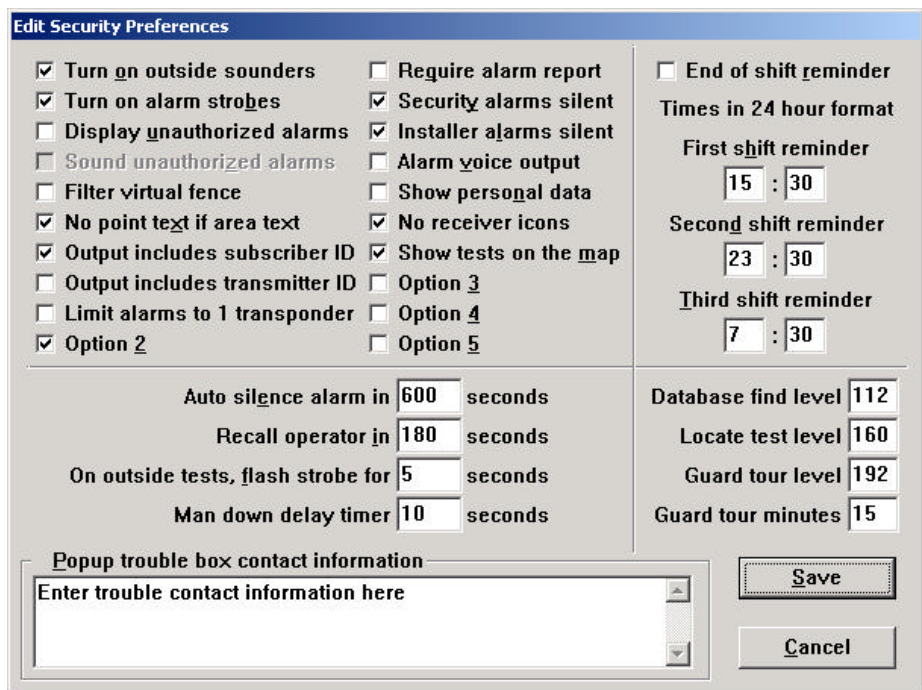 Edit Security Preferences
Turn on outside sounders
Turn on alarm strobes
Display unauthorized alarms
Sound unauthorized alarms
Filter virtual fence
No point text if area text
Output includes subscriber ID
Output includes transmitter ID
Limit alarms to 1 transponder
Option 2
Require alarm report
Security alarms silent
Installer alarms silent
Alarm voice output
Show personal data
No receiver icons
Show tests on the map
Option 3
Option 4
Option 5
End of shift reminder
Times in 24 hour format
First shift reminder
15 : 30
Second shift reminder
23 : 30
Third shift reminder
7 : 30
Auto silence alarm in 600 seconds
Recall operator in 180 seconds
On outside tests, flash strobe for 5 seconds
Man down delay timer 10 seconds
Database find level 112
Locate test level 160
Guard tour level 192
Guard tour minutes 15
Popup trouble box contact information
Enter trouble contact information here
Save
Cancel